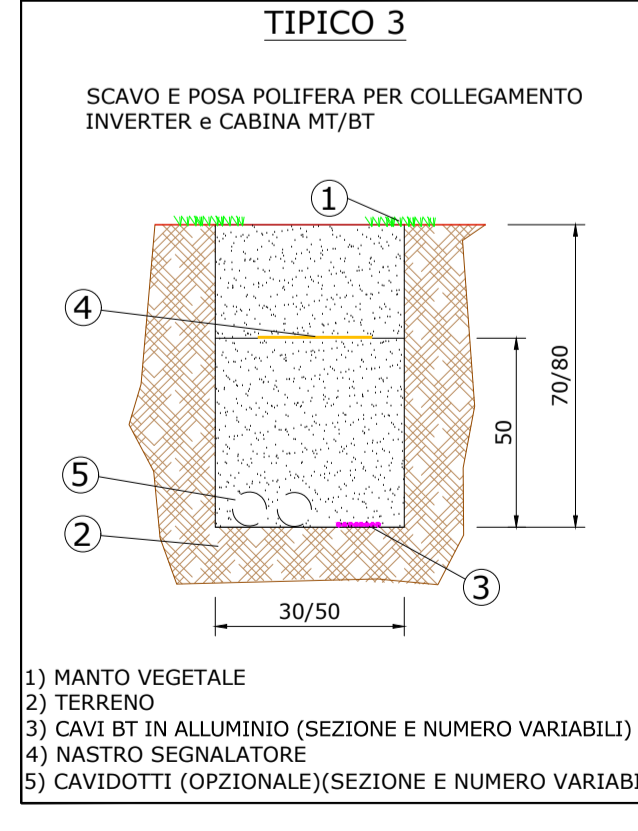 TIPICO 3
SCAVO E POSA POLIFERA PER COLLEGAMENTO
INVERTER e CABINA MT/BT
1
4
70/80
50
5
2
3
30/50
1) MANTO VEGETALE
2) TERRENO
3) CAVI BT IN ALLUMINIO (SEZIONE E NUMERO VARIABILI)
4) NASTRO SEGNALATORE
5) CAVIDOTTI (OPZIONALE)(SEZIONE E NUMERO